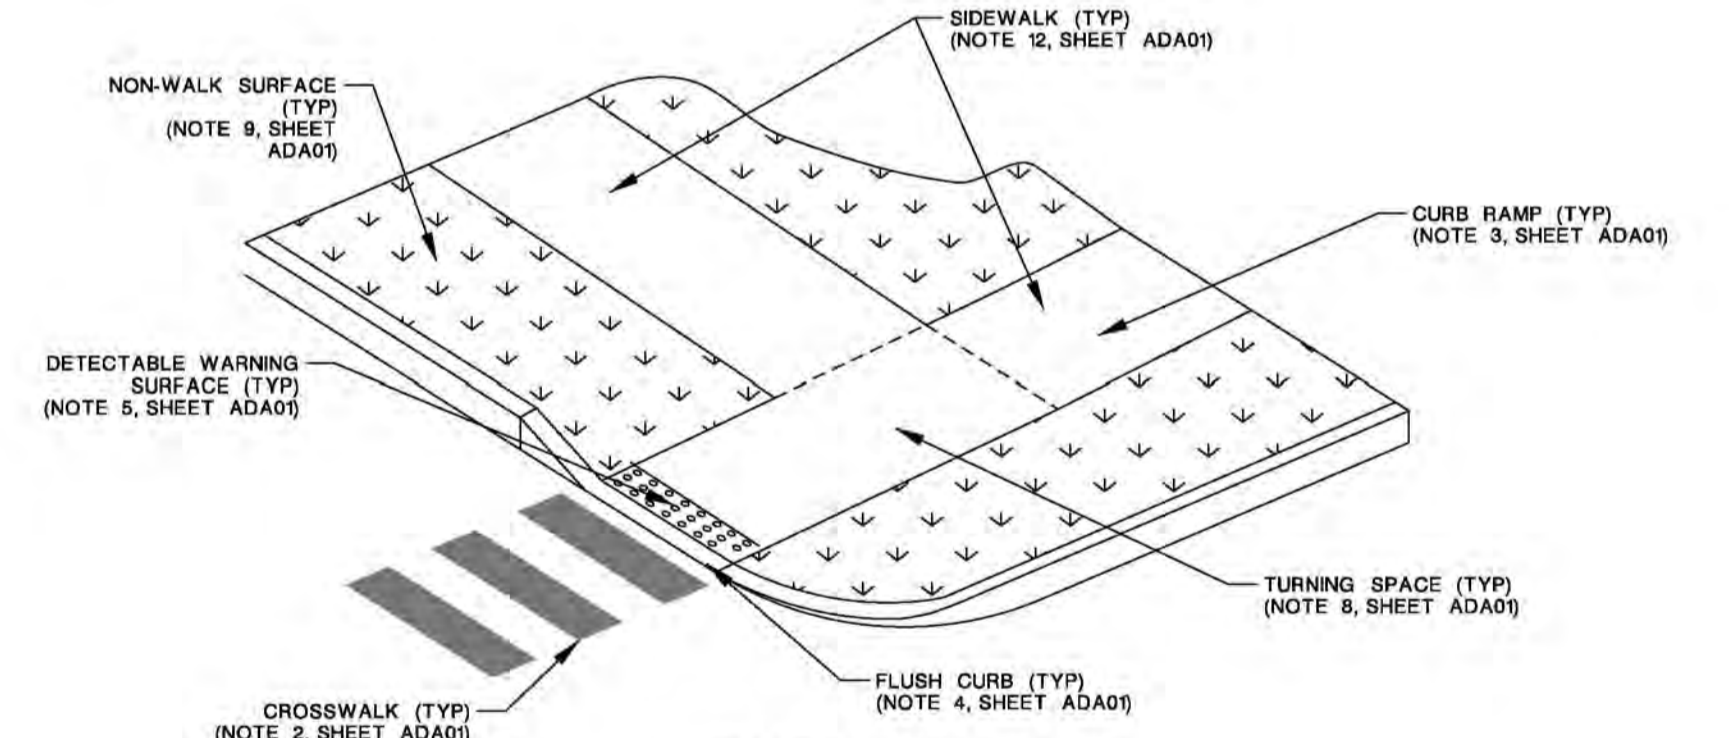 SIDEWALK (TYP)
(NOTE 12, SHEET ADA01)
NON-WALK SURFACE
(TYP)
(NOTE 9, SHEET
ADA01)
CURB RAMP (TYP)
(NOTE 3, SHEET ADA01)
DETECTABLE WARNING
SURFACE (TYP)
(NOTE 5, SHEET ADA01)
TURNING SPACE (TYP)
(NOTE 8, SHEET ADA01)
FLUSH CURB (TYP)
(NOTE 4, SHEET ADA01)
CROSSWALK (TYP)
(NOTE 2, SHEET ADA01)